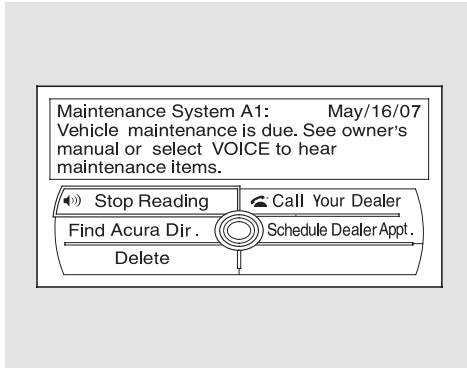 Maintenance System A1: May/16/07
Vehicle maintenance is due. See owner's
manual or select VOICE to hear
maintenance items.
Stop Reading
Call Your Dealer
Find Acura Dir.
Schedule Dealer Appt.
Delete